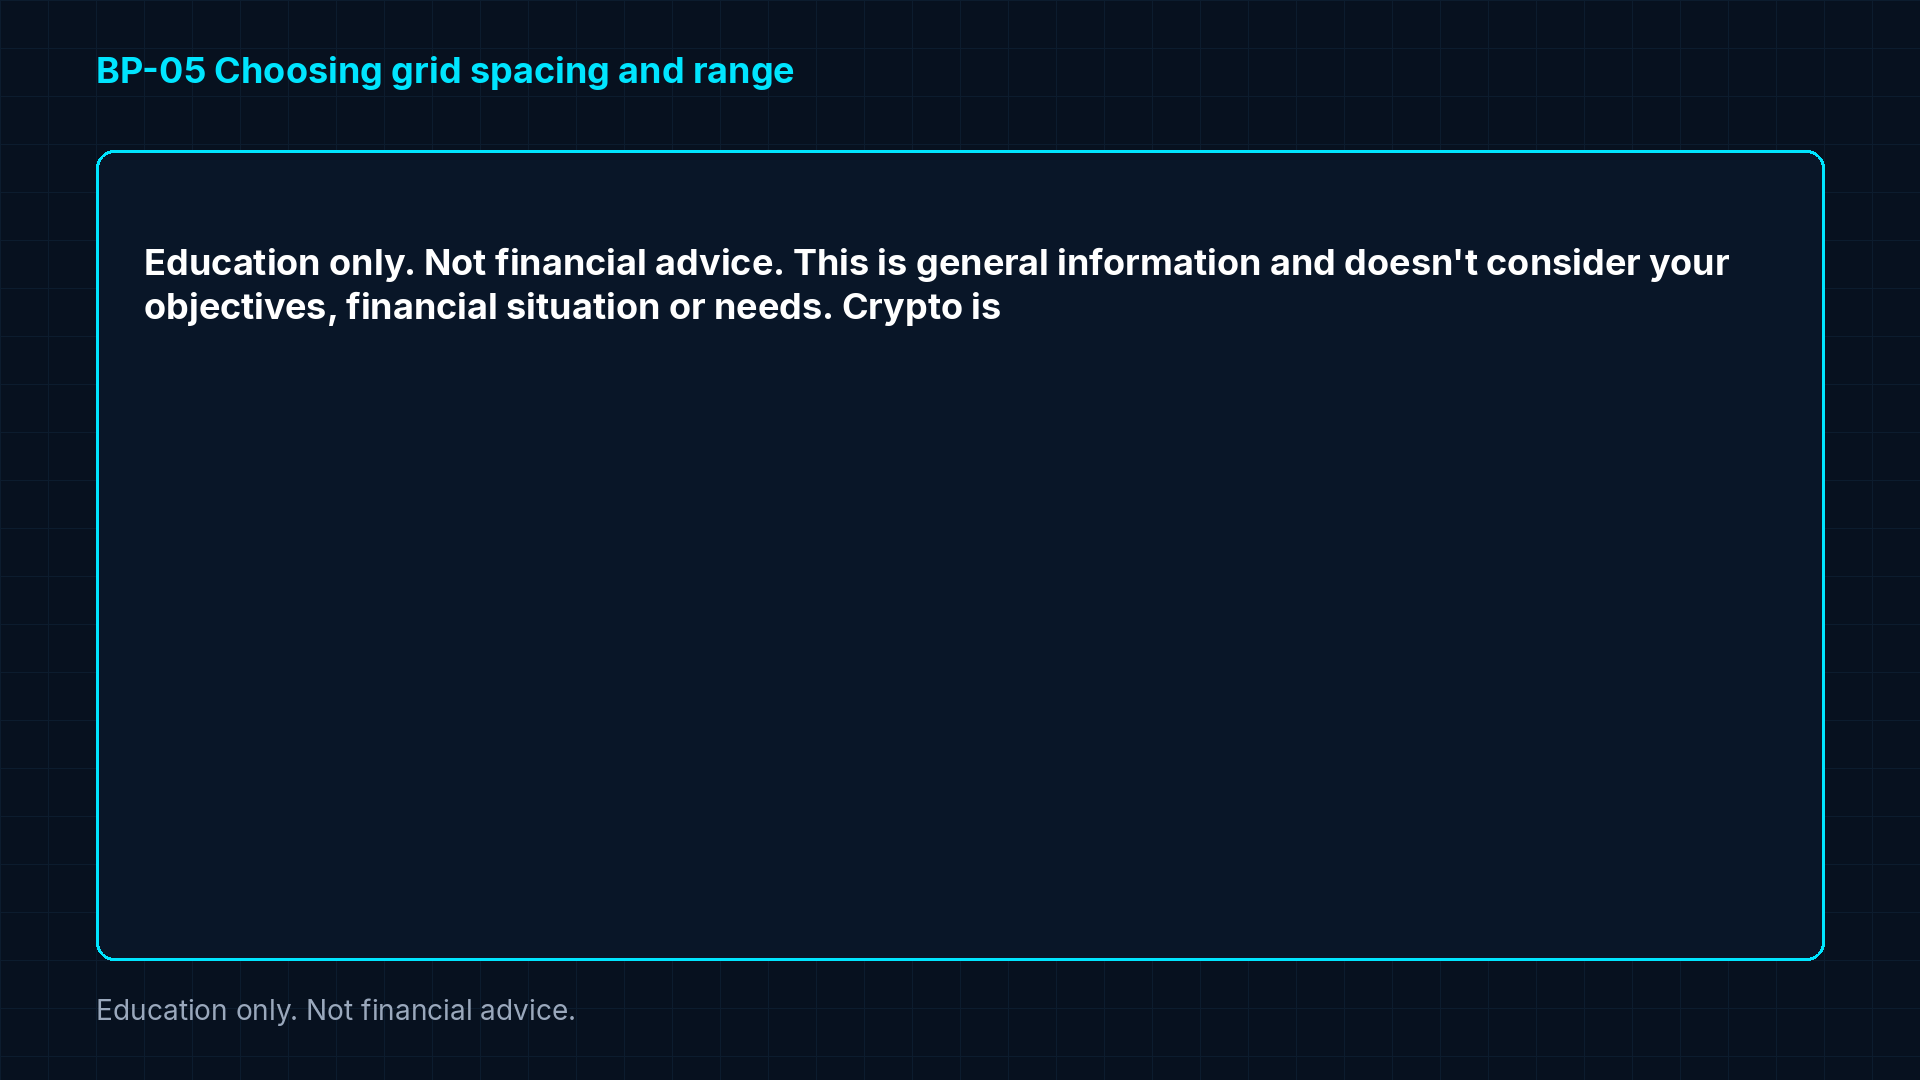 BP-05 Choosing grid spacing and range
Education only. Not financial advice. This is general information and doesn't consider your
objectives, financial situation or needs. Crypto is
Education only. Not financial advice.